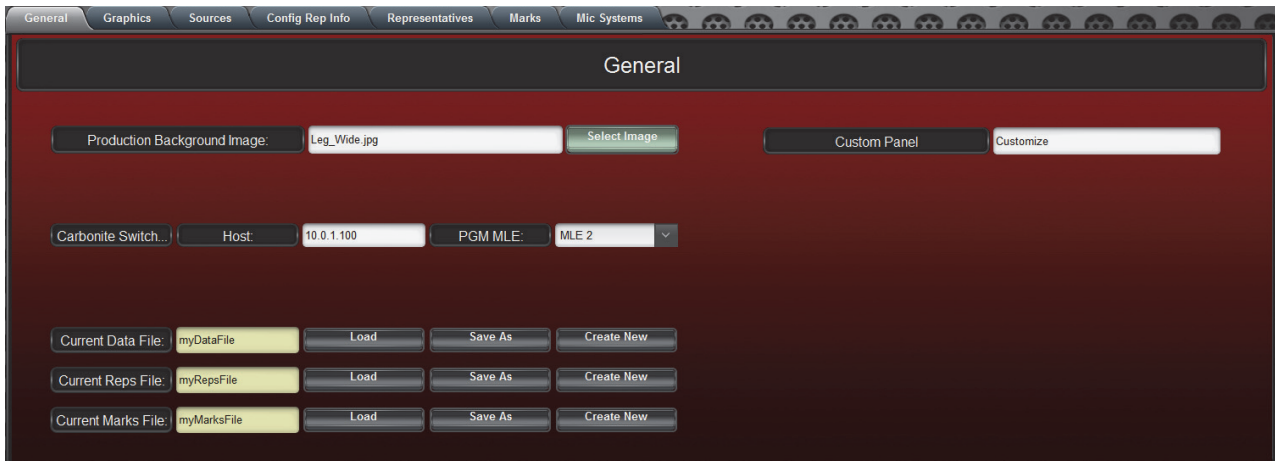 General Graphics Sources Config Rep Info Representatives Marks Mic Systems
General
Production Background Image: Leg_Wide.jpg Select Image Custom Panel Customize
Carbonite Switch... Host: 10.0.1.100 PGM MLE: MLE 2
Current Data File: myDataFile Load Save As Create New
Current Reps File: myRepsFile Load Save As Create New
Current Marks File: myMarksFile Load Save As Create New